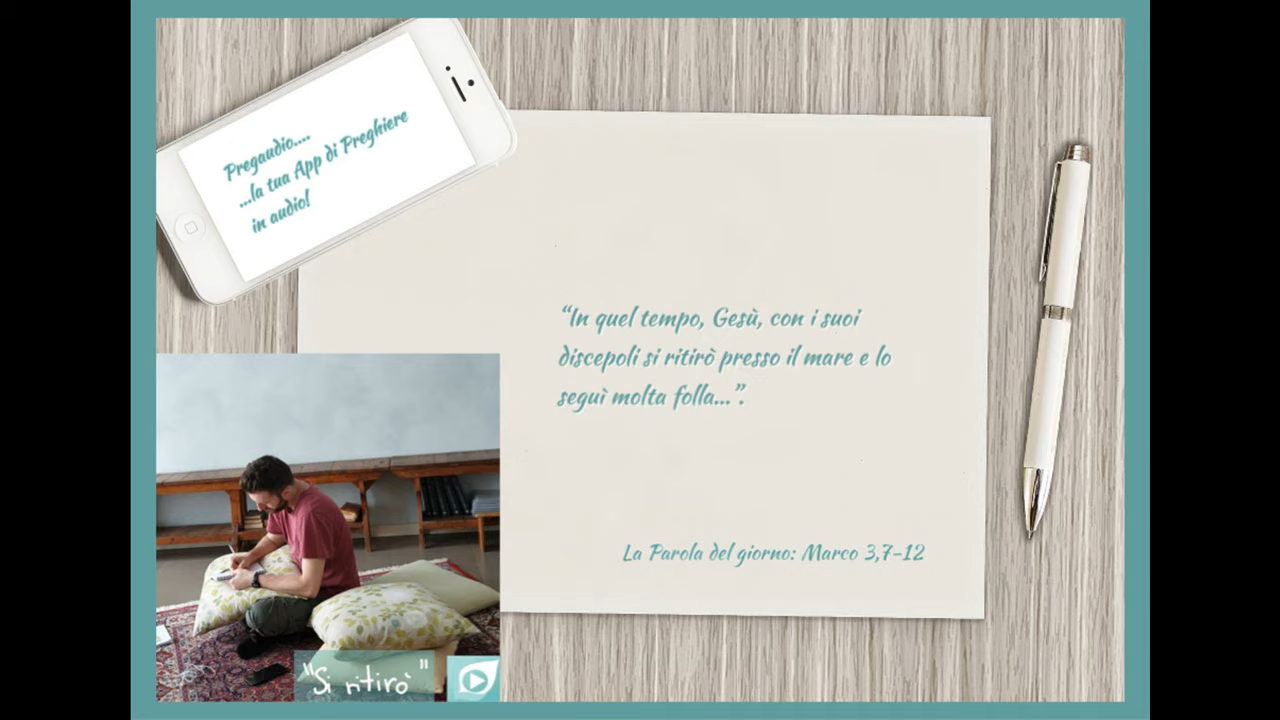 Pregaudio....
...la tua App di Preghiere
in audio!
“In quel tempo, Gesù, con i suoi
discepoli si ritirò presso il mare e lo
seguì molta folla...”.
La Parola del giorno: Marco 3,7-12
"Si ritirò"